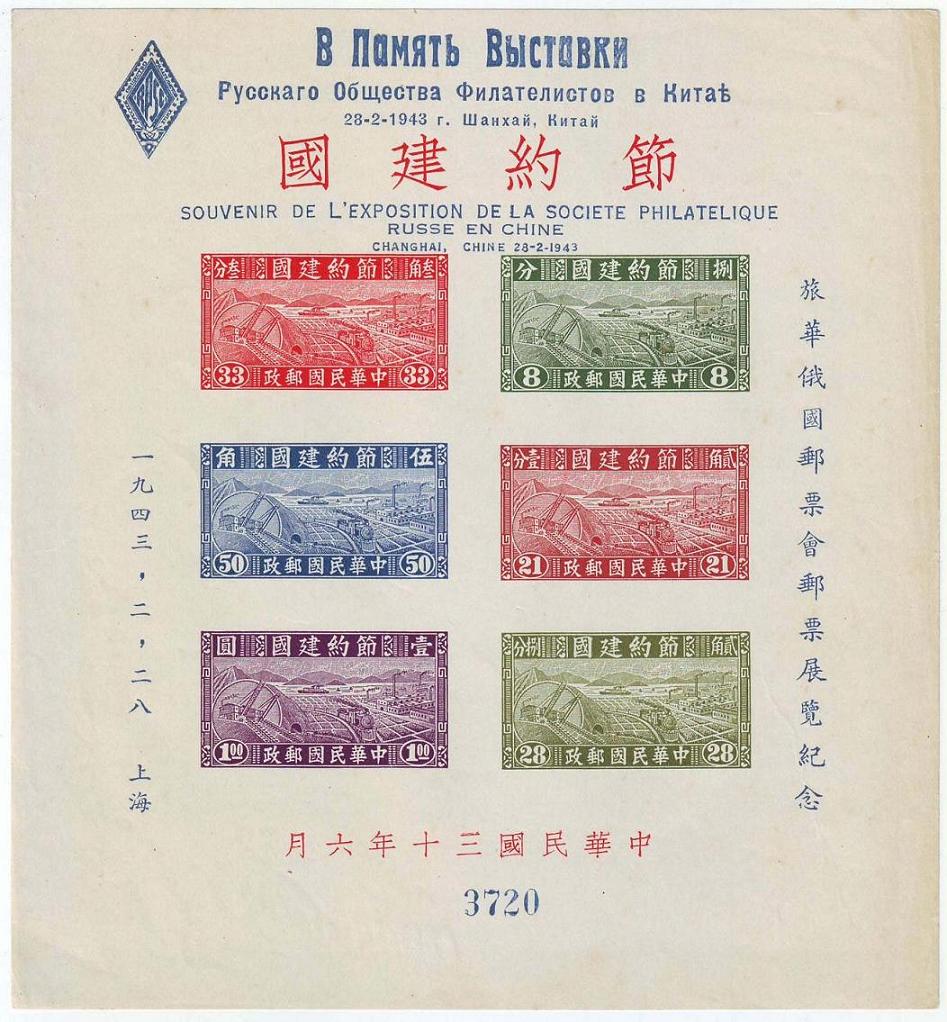 В Память Выставки
Русскаго Общества Филателистов в Китаѣ
28-2-1943 г. Шанхай, Китай
節約建國
SOUVENIR DE L'EXPOSITION DE LA SOCIETE PHILATELIQUE
RUSSE EN CHINE
CHANGHAI, CHINE 28-2-1943
叁角 節約建國 叁分
33 中華民國郵政 33
捌 節約建國 分
8 中華民國郵政 8
伍 節約建國 角
50 中華民國郵政 50
貳角 節約建國 壹分
21 中華民國郵政 21
壹 節約建國 圓
1.00 中華民國郵政 1.00
貳角 節約建國 捌分
28 中華民國郵政 28
旅華俄國郵票會郵票展覽紀念
一九四三，二，二八 上海
中華民國三十年六月
3720